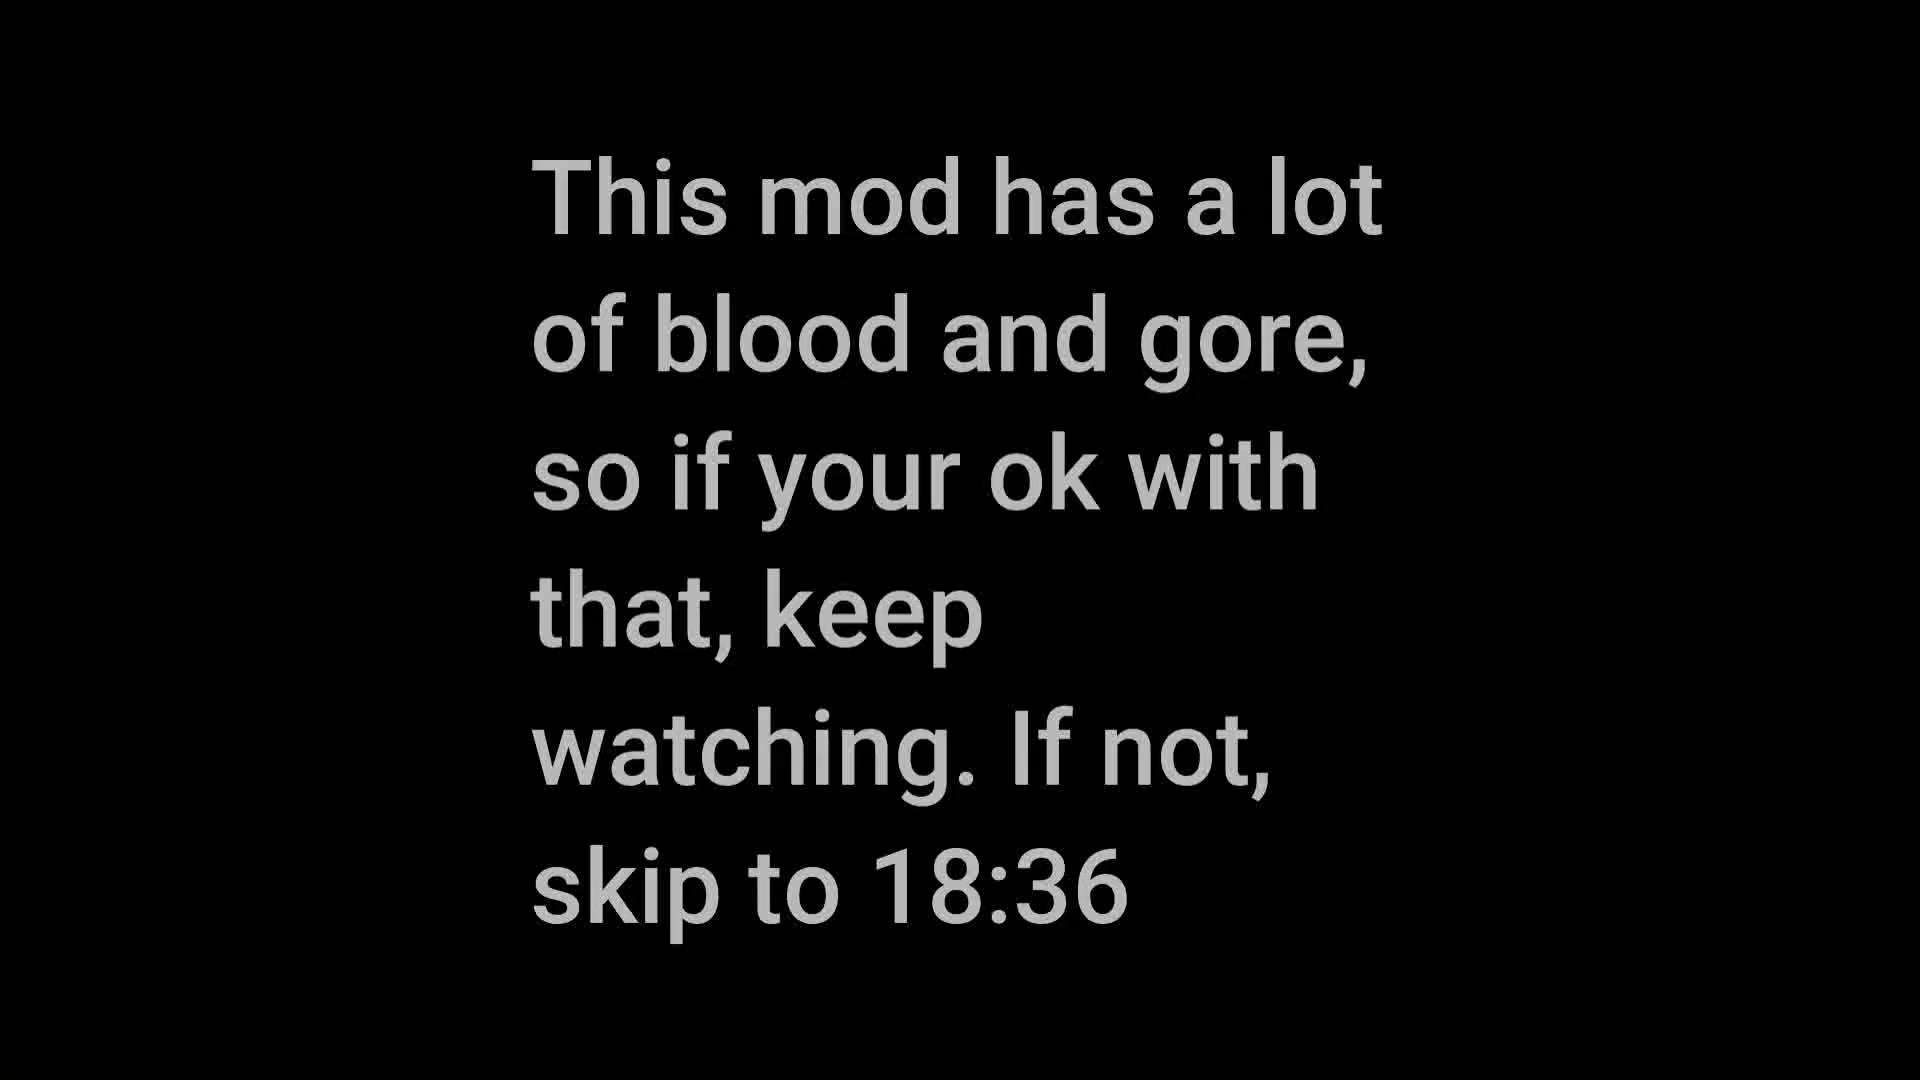 This mod has a lot
of blood and gore,
so if your ok with
that, keep
watching. If not,
skip to 18:36